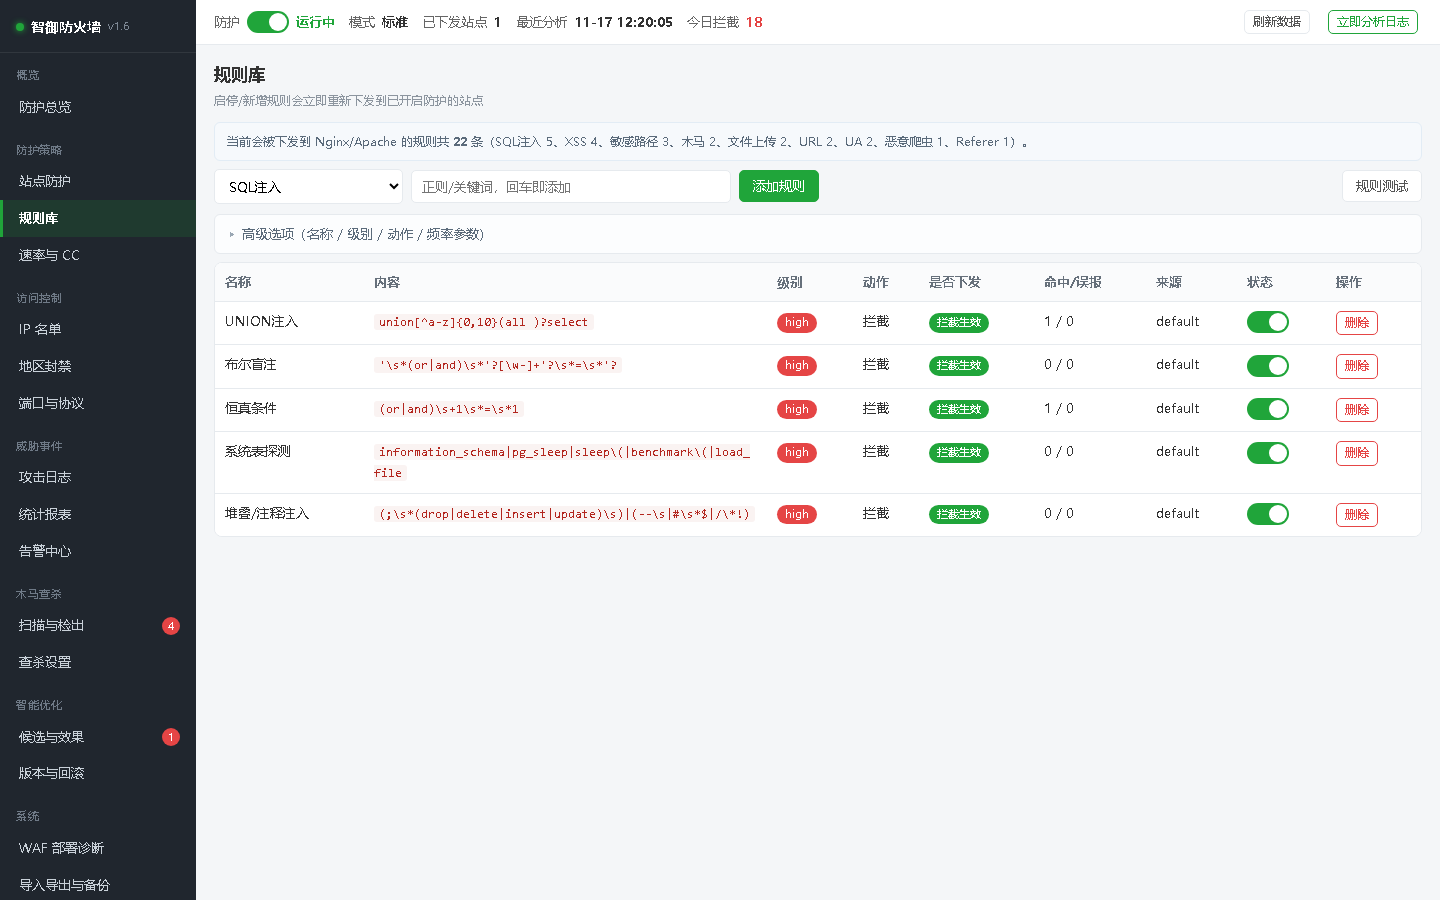 智御防火墙 v1.6
概览
防护总览
防护策略
站点防护
规则库
速率与 CC
访问控制
IP 名单
地区封禁
端口与协议
威胁事件
攻击日志
统计报表
告警中心
木马查杀
扫描与检出 4
查杀设置
智能优化
候选与效果 1
版本与回滚
系统
WAF 部署诊断
导入导出与备份
防护 运行中 模式 标准 已下发站点 1 最近分析 11-17 12:20:05 今日拦截 18 刷新数据 立即分析日志
规则库
启停/新增规则会立即重新下发到已开启防护的站点
当前会被下发到 Nginx/Apache 的规则共 22 条（SQL注入 5、XSS 4、敏感路径 3、木马 2、文件上传 2、URL 2、UA 2、恶意爬虫 1、Referer 1）。
SQL注入 正则/关键词，回车即添加 添加规则 规则测试
▸ 高级选项（名称 / 级别 / 动作 / 频率参数）
名称 内容 级别 动作 是否下发 命中/误报 来源 状态 操作
UNION注入 union[^a-z]{0,10}(all )?select high 拦截 拦截生效 1 / 0 default 删除
布尔盲注 '\s*(or|and)\s*'?[\w-]+'?\s*=\s*'? high 拦截 拦截生效 0 / 0 default 删除
恒真条件 (or|and)\s+1\s*=\s*1 high 拦截 拦截生效 1 / 0 default 删除
系统表探测 information_schema|pg_sleep|sleep\(|benchmark\(|load_ high 拦截 拦截生效 0 / 0 default 删除
file
堆叠/注释注入 (;\s*(drop|delete|insert|update)\s)|(--\s|#\s*$|/\*!) high 拦截 拦截生效 0 / 0 default 删除